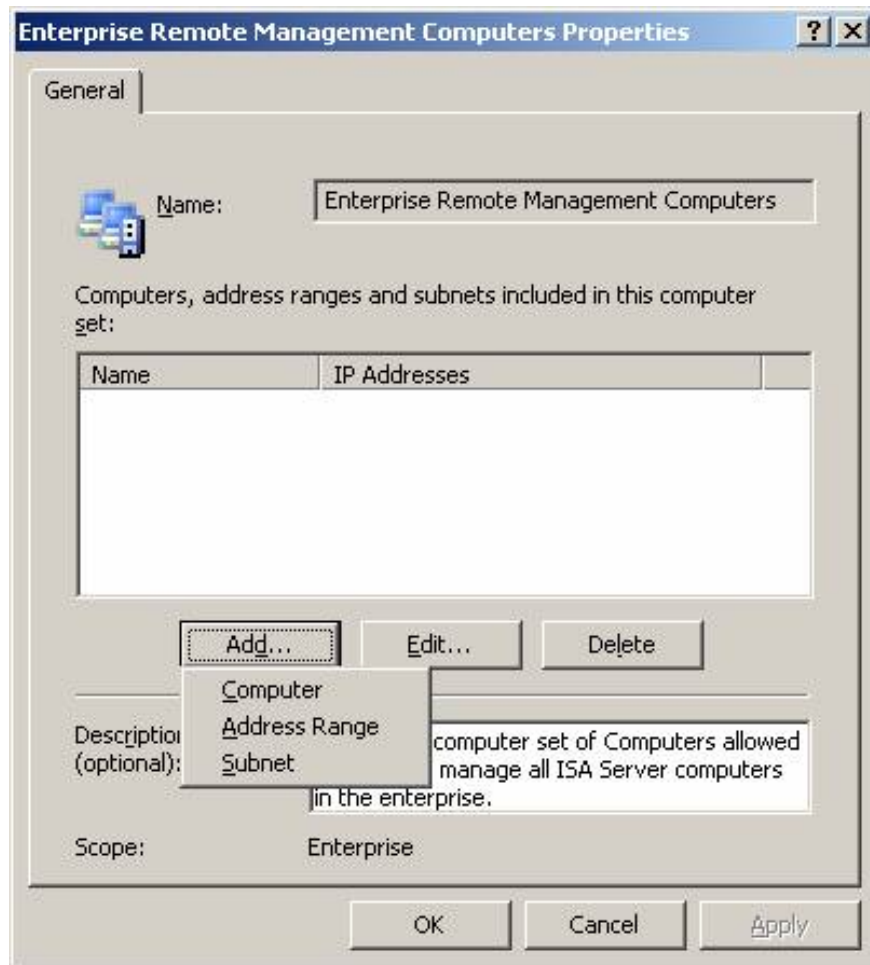 Enterprise Remote Management Computers Properties
General
Name:
Enterprise Remote Management Computers
Computers, address ranges and subnets included in this computer
set:
Name
IP Addresses
Add...
Edit...
Delete
Computer
Address Range
Subnet
(optional):
computer set of Computers allowed
manage all ISA Server computers
in the enterprise.
Scope:
Enterprise
OK
Cancel
Apply